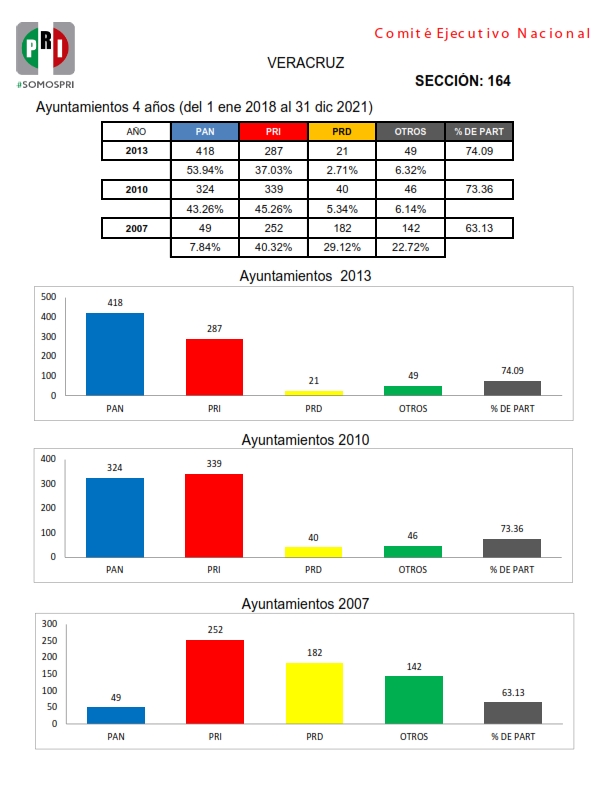 Comité Ejecutivo Nacional
PRI
#SOMOSPRI
VERACRUZ
SECCIÓN: 164
Ayuntamientos 4 años (del 1 ene 2018 al 31 dic 2021)
AÑO PAN PRI PRD OTROS % DE PART
2013 418 287 21 49 74.09
53.94% 37.03% 2.71% 6.32%
2010 324 339 40 46 73.36
43.26% 45.26% 5.34% 6.14%
2007 49 252 182 142 63.13
7.84% 40.32% 29.12% 22.72%
Ayuntamientos 2013
500
400
300
200
100
0
418 287 21 49 74.09
PAN PRI PRD OTROS % DE PART
Ayuntamientos 2010
400
300
200
100
0
324 339 40 46 73.36
PAN PRI PRD OTROS % DE PART
Ayuntamientos 2007
300
250
200
150
100
50
0
49 252 182 142 63.13
PAN PRI PRD OTROS % DE PART